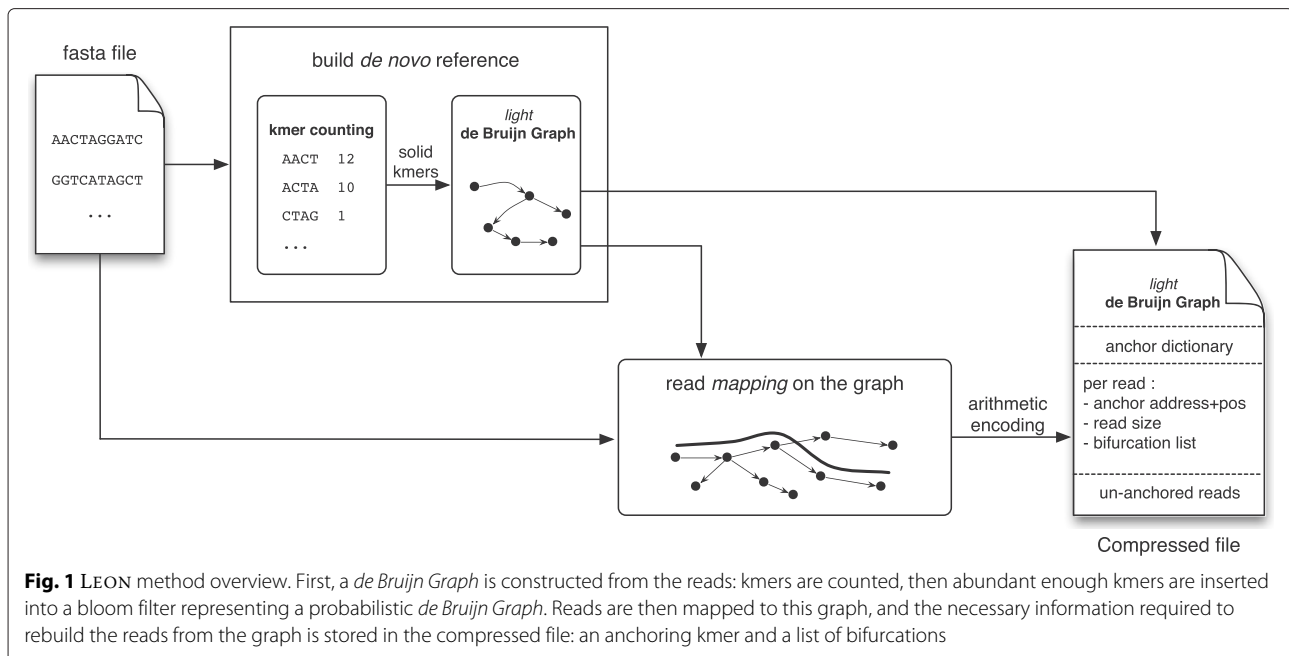 fasta file
AACTAGGATC
GGTCATAGCT
...
build de novo reference
kmer counting
AACT 12
ACTA 10
CTAG 1
...
solid
kmers
light
de Bruijn Graph
read mapping on the graph
arithmetic
encoding
light
de Bruijn Graph
anchor dictionary
per read :
- anchor address+pos
- read size
- bifurcation list
un-anchored reads
Compressed file
Fig. 1 LEON method overview. First, a de Bruijn Graph is constructed from the reads: kmers are counted, then abundant enough kmers are inserted
into a bloom filter representing a probabilistic de Bruijn Graph. Reads are then mapped to this graph, and the necessary information required to
rebuild the reads from the graph is stored in the compressed file: an anchoring kmer and a list of bifurcations